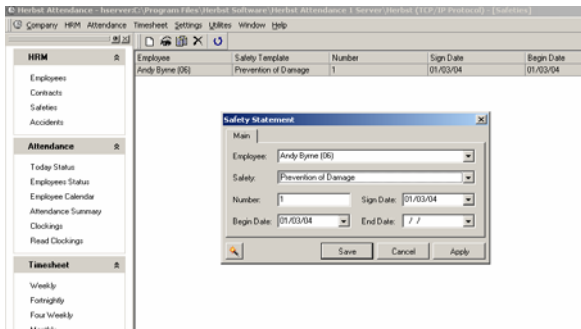 Herbst Attendance - hserver:C:\Program Files\Herbst Software\Herbst Attendance 1 Server\Herbst (TCP/IP Protocol) - [Safeties]
Company HRM Attendance Timesheet Settings Utilities Window Help
HRM
Employees
Contracts
Safeties
Accidents
Attendance
Today Status
Employees Status
Employee Calendar
Attendance Summary
Clockings
Read Clockings
Timesheet
Weekly
Fortnightly
Four Weekly
Monthly
Employee Safety Template Number Sign Date Begin Date
Andy Byrne (06) Prevention of Damage 1 01/03/04 01/03/04
Safety Statement
Main
Employee: Andy Byrne (06)
Safety: Prevention of Damage
Number: 1 Sign Date: 01/03/04
Begin Date: 01/03/04 End Date: / /
Save Cancel Apply